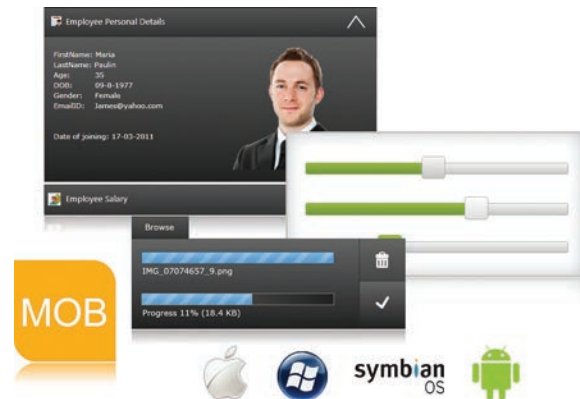 Employee Personal Details
FirstName: Maria
LastName: Paulin
Age: 35
DOB: 09-8-1977
Gender: Female
EmailID: James@yahoo.com
Date of joining: 17-03-2011
Employee Salary
Browse
IMG_07074657_9.png
Progress 11% (18.4 KB)
MOB
symbian
OS